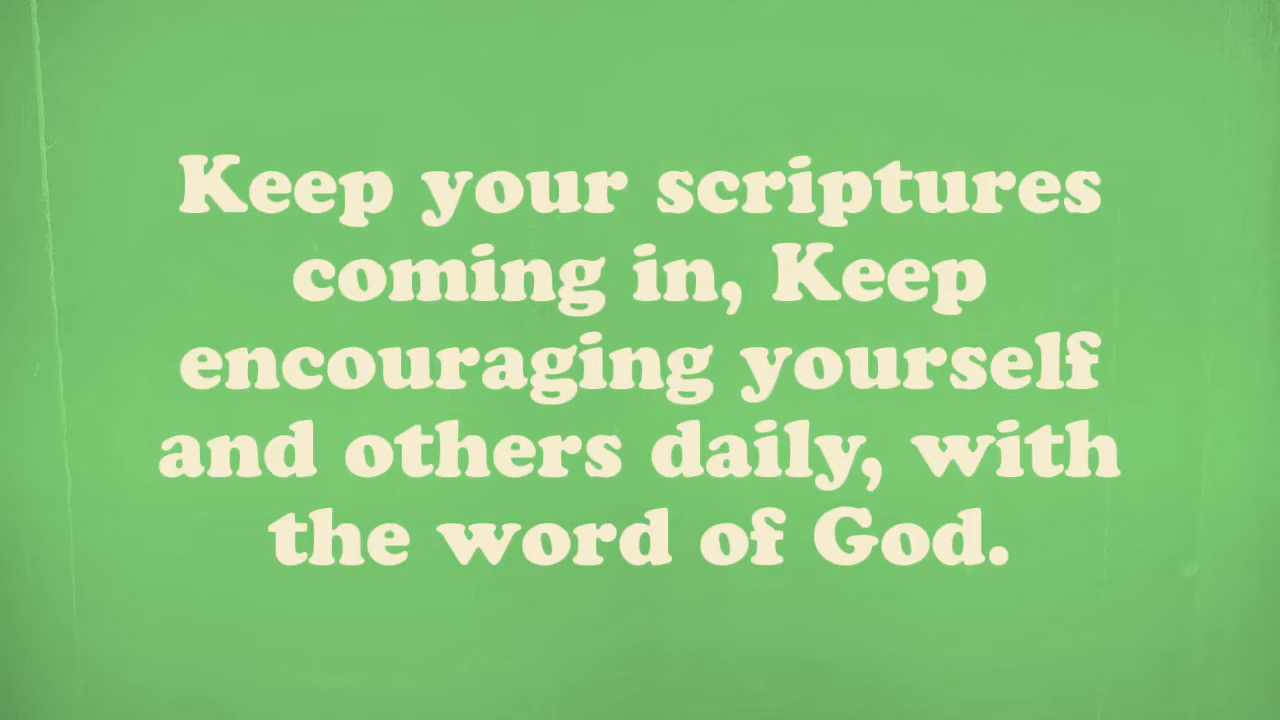 Keep your scriptures
coming in, Keep
encouraging yourself
and others daily, with
the word of God.